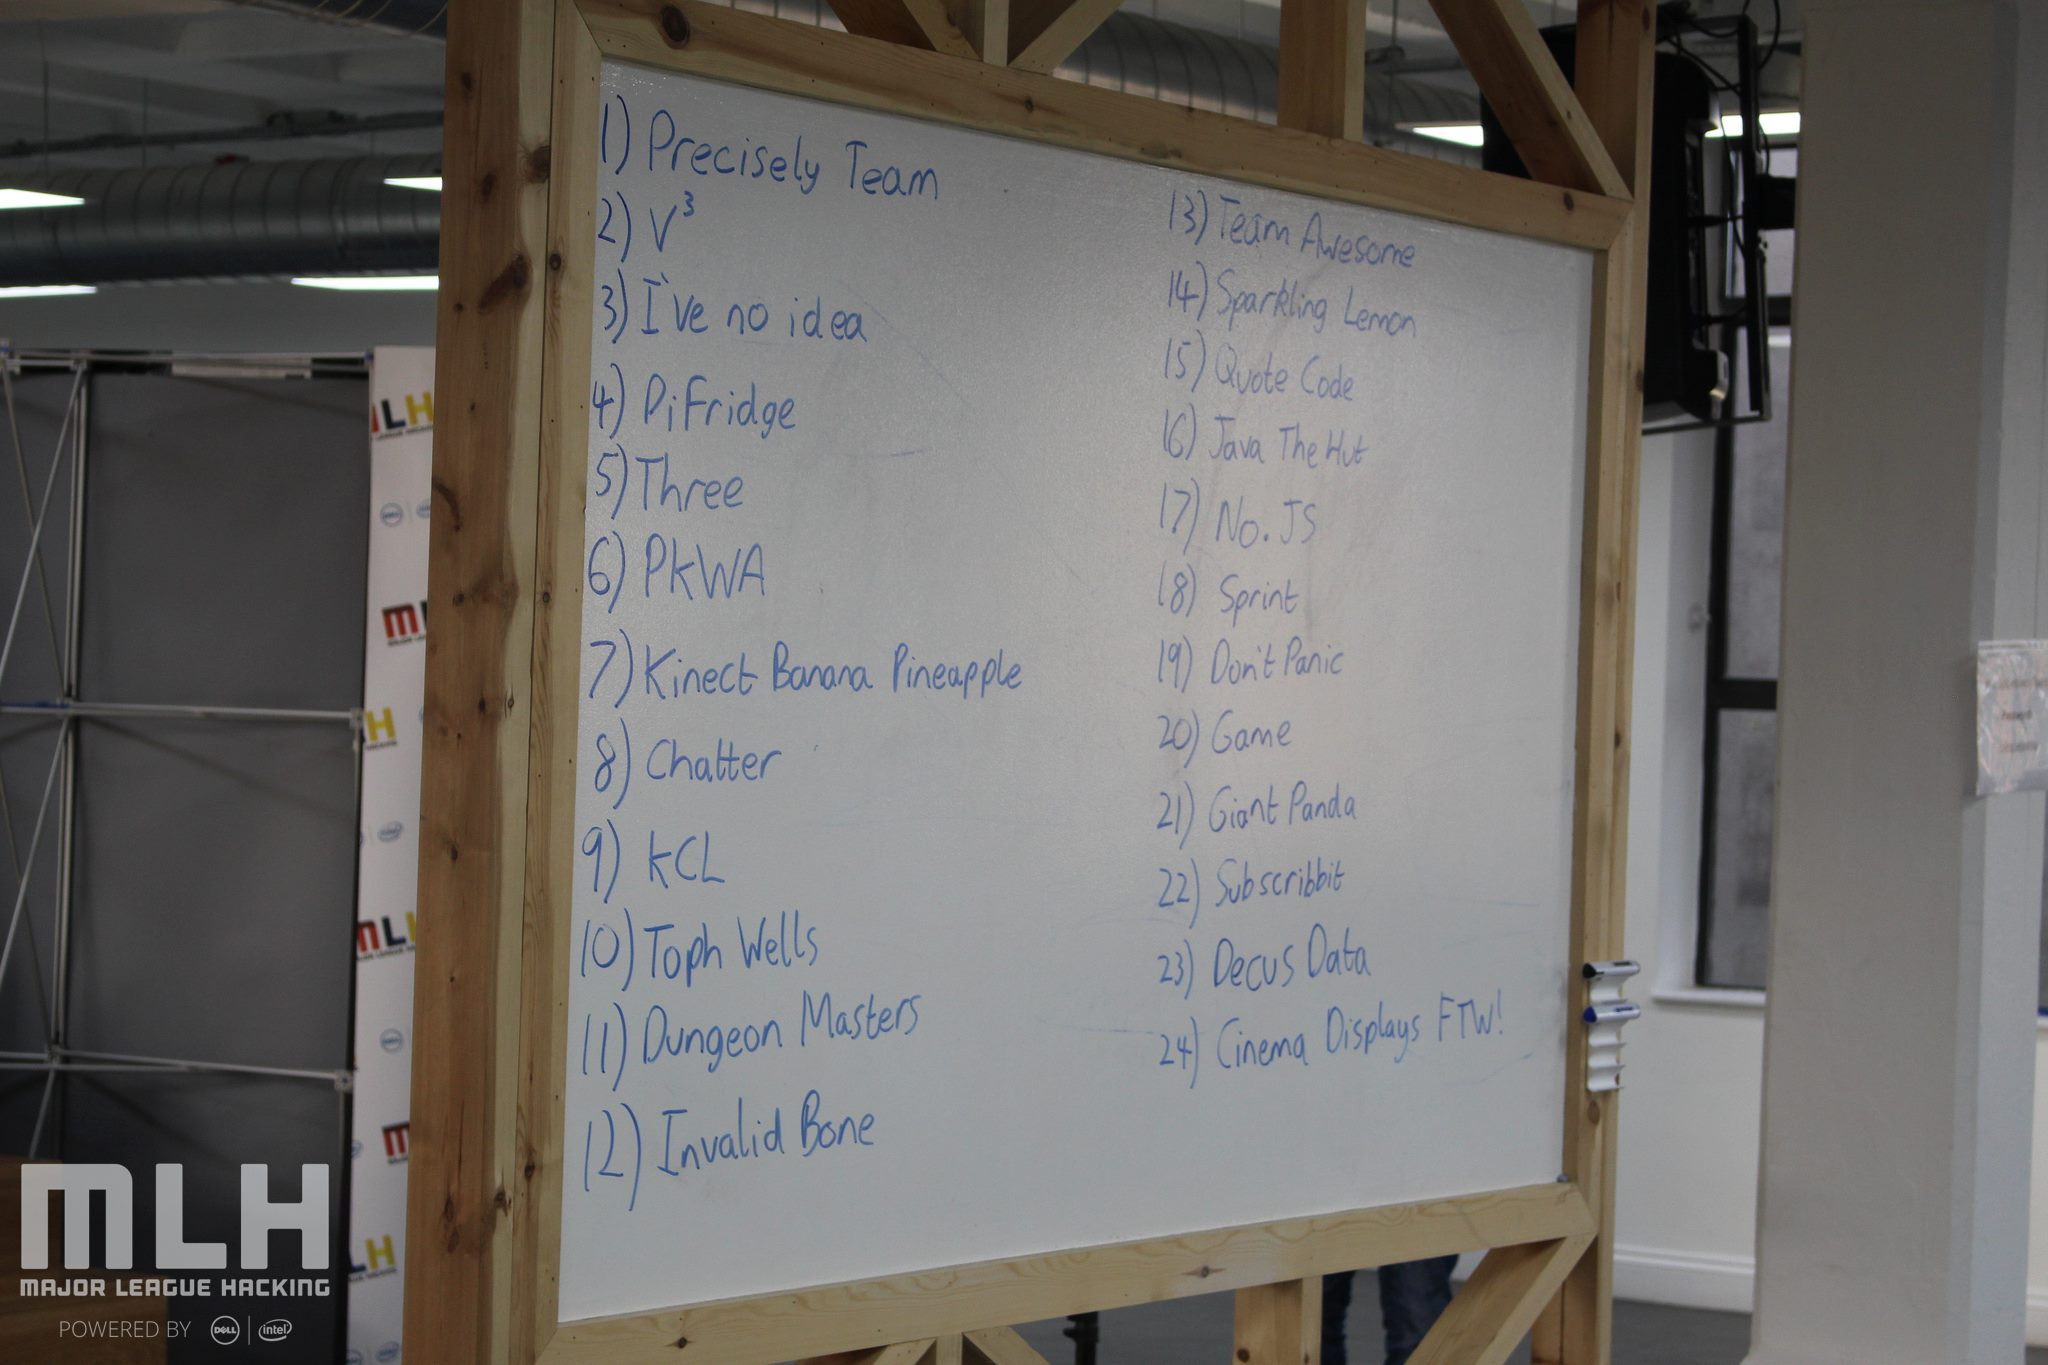 1) Precisely Team
2) V³
3) I've no idea
4) PiFridge
5) Three
6) PKWA
7) Kinect Banana Pineapple
8) Chatter
9) KCL
10) Toph Wells
11) Dungeon Masters
12) Invalid Bone
13) Team Awesome
14) Sparkling Lemon
15) Quote Code
16) Java The Hut
17) No.JS
18) Sprint
19) Don't Panic
20) Game
21) Giant Panda
22) Subscribbit
23) Decus Data
24) Cinema Displays FTW!
MLH
MAJOR LEAGUE HACKING
POWERED BY DELL intel